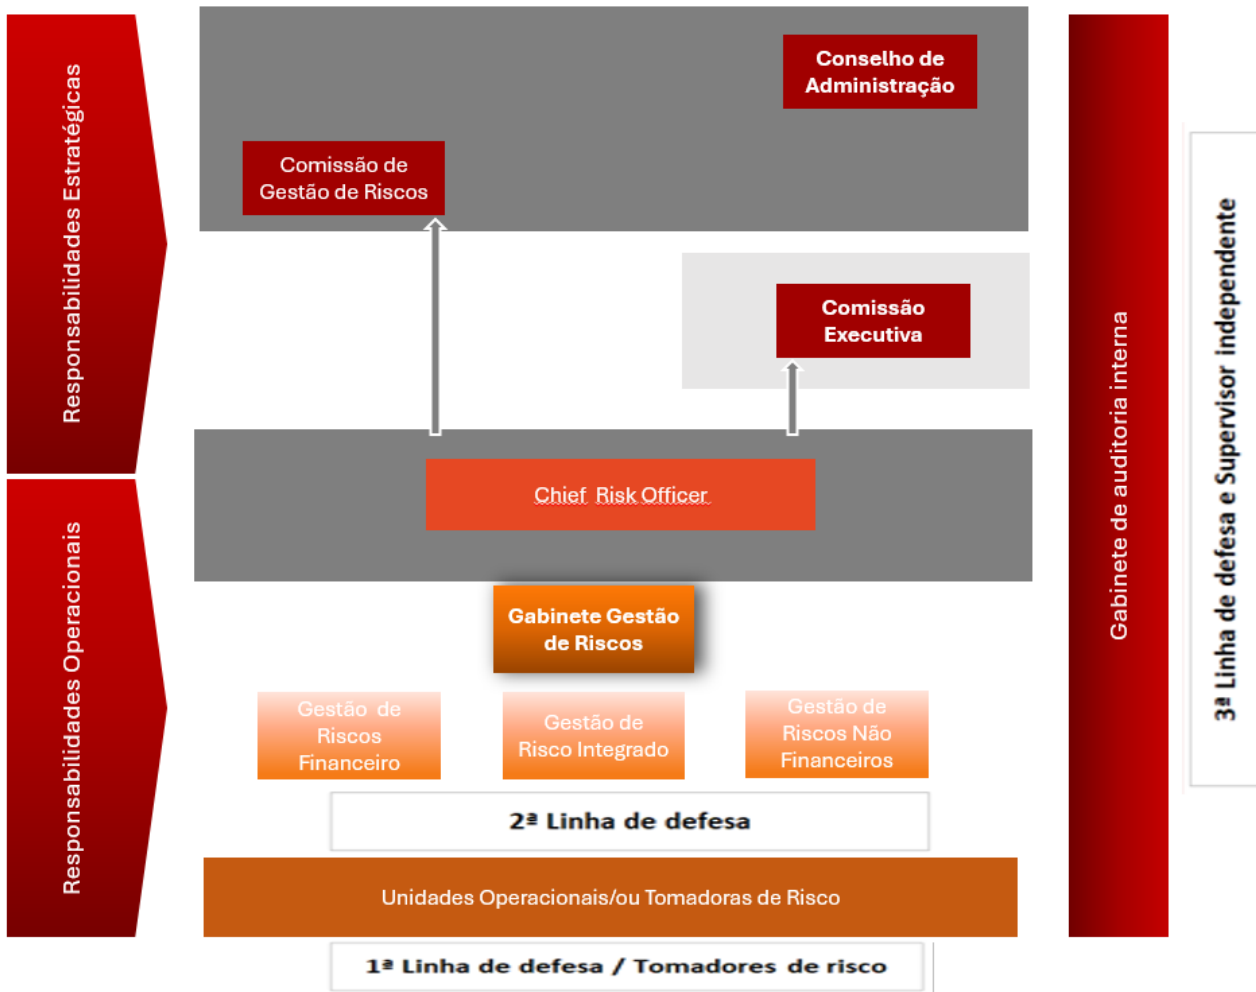 Responsabilidades Estratégicas
Conselho de
Administração
Comissão de
Gestão de Riscos
Comissão
Executiva
Chief  Risk Officer
Responsabilidades Operacionais
Gabinete Gestão
de Riscos
Gestão  de
Riscos
Financeiro
Gestão de
Risco Integrado
Gestão de
Riscos Não
Financeiros
2ª Linha de defesa
Unidades Operacionais/ou Tomadoras de Risco
1ª Linha de defesa / Tomadores de risco
Gabinete de auditoria interna
3ª Linha de defesa e Supervisor independente